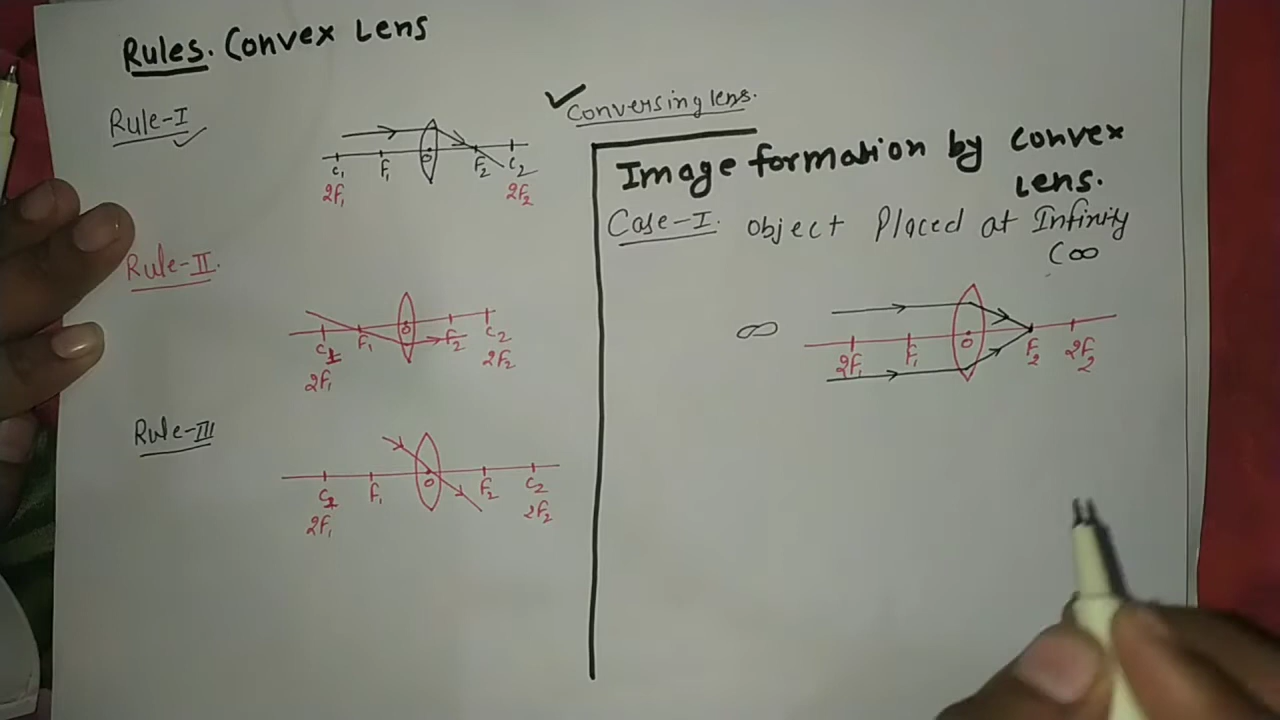 Rules. Convex Lens
Rule-I
O
C₁ F₁ F₂ C₂
2F₁ 2F₂
Rule-II.
O
C₁ F₁ F₂ C₂
2F₁ 2F₂
Rule-III
O
C₂ F₁ F₂ C₂
2F₁ 2F₂
✓Conversing lens.
Image formation by convex
Lens.
Case-I. object Placed at Infinity
(∞
∞
2F₁ F₁ O F₂ 2F₂